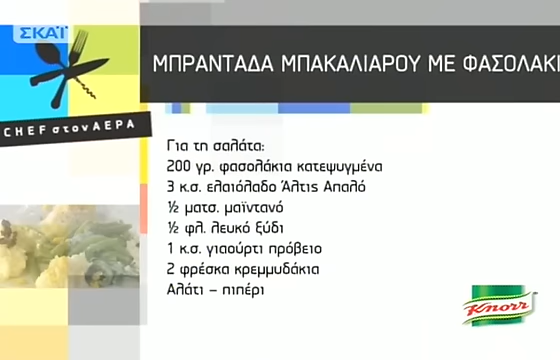 ΣΚΑΪ
ΜΠΡΑΝΤΑΔΑ ΜΠΑΚΑΛΙΑΡΟΥ ΜΕ ΦΑΣΟΛΑΚΙ
CHEF στον ΑΕΡΑ
Για τη σαλάτα:
200 γρ. φασολάκια κατεψυγμένα
3 κ.σ. ελαιόλαδο Άλτις Απαλό
½ ματσ. μαϊντανό
½ φλ. λευκό ξύδι
1 κ.σ. γιαούρτι πρόβειο
2 φρέσκα κρεμμυδάκια
Αλάτι – πιπέρι
Knorr